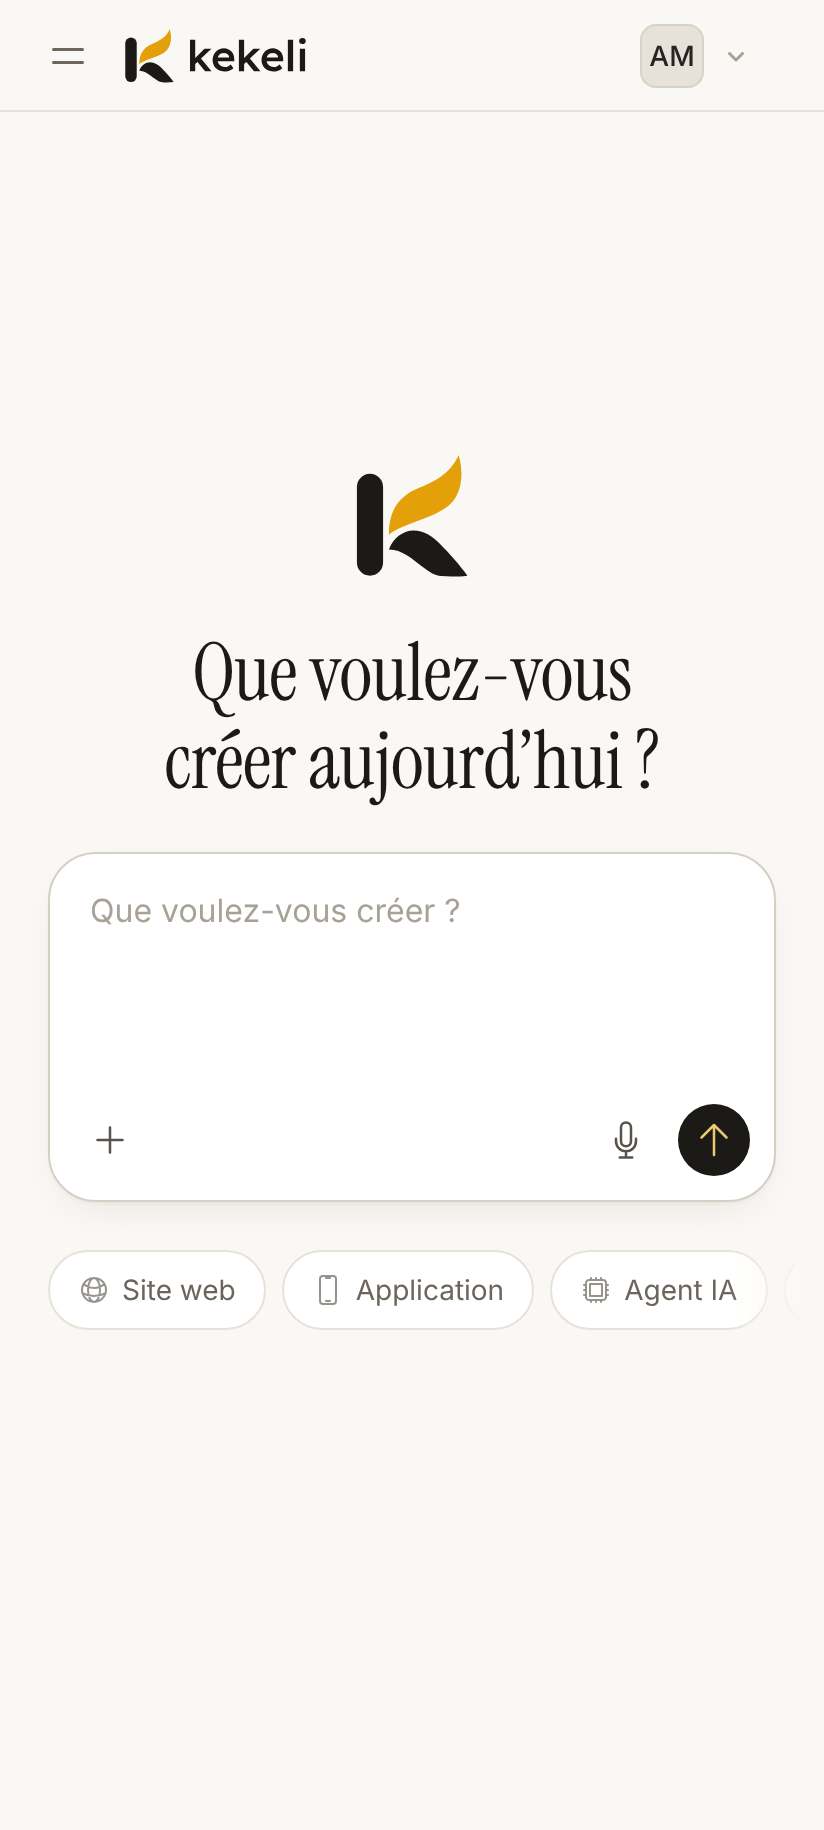 kekeli
AM
Que voulez-vous
créer aujourd’hui ?
Que voulez-vous créer ?
Site web
Application
Agent IA